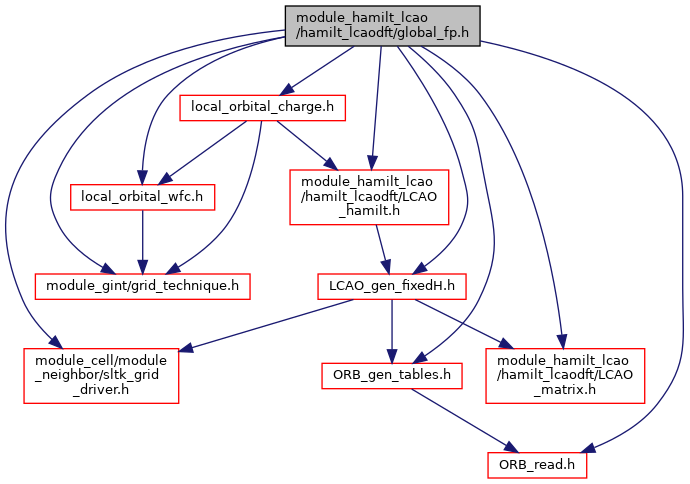 module_hamilt_lcao
/hamilt_lcaodft/global_fp.h
local_orbital_charge.h
module_hamilt_lcao
/hamilt_lcaodft/LCAO
_hamilt.h
local_orbital_wfc.h
module_gint/grid_technique.h
LCAO_gen_fixedH.h
module_cell/module
_neighbor/sltk_grid
_driver.h
ORB_gen_tables.h
module_hamilt_lcao
/hamilt_lcaodft/LCAO
_matrix.h
ORB_read.h